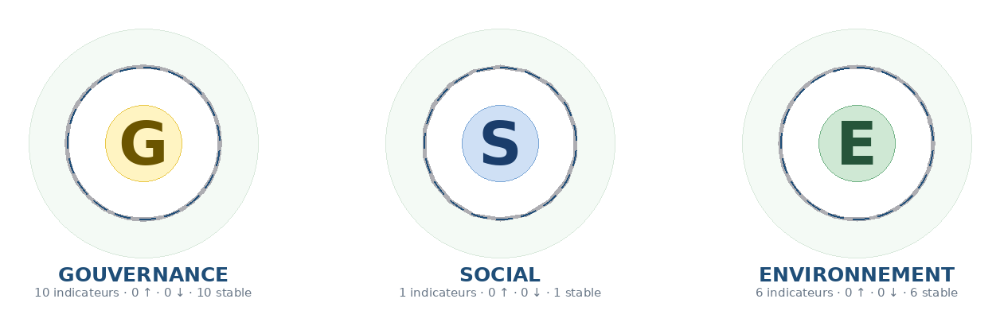 G
S
E
GOUVERNANCE
10 indicateurs · 0 ↑ · 0 ↓ · 10 stable
SOCIAL
1 indicateurs · 0 ↑ · 0 ↓ · 1 stable
ENVIRONNEMENT
6 indicateurs · 0 ↑ · 0 ↓ · 6 stable